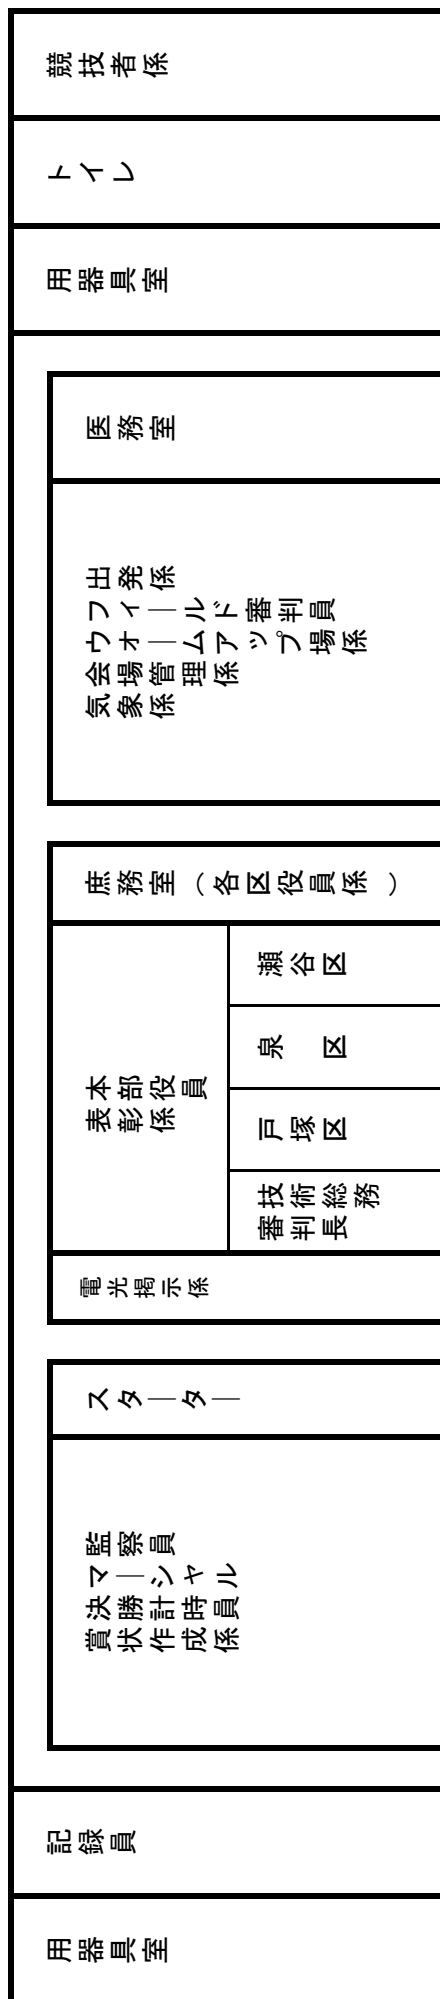 競技者係
トイレ
用器具室
医務室
出発係
フィールド審判員
ウォームアップ場係
会場管理係
気象係
庶務室（各区役員係）
瀬谷区
泉　区
戸塚区
技術総務
審判長
本部役員
表彰係
電光掲示係
スターター
監察員
マーシャル
決勝計時員
賞状作成係
記録員
用器具室